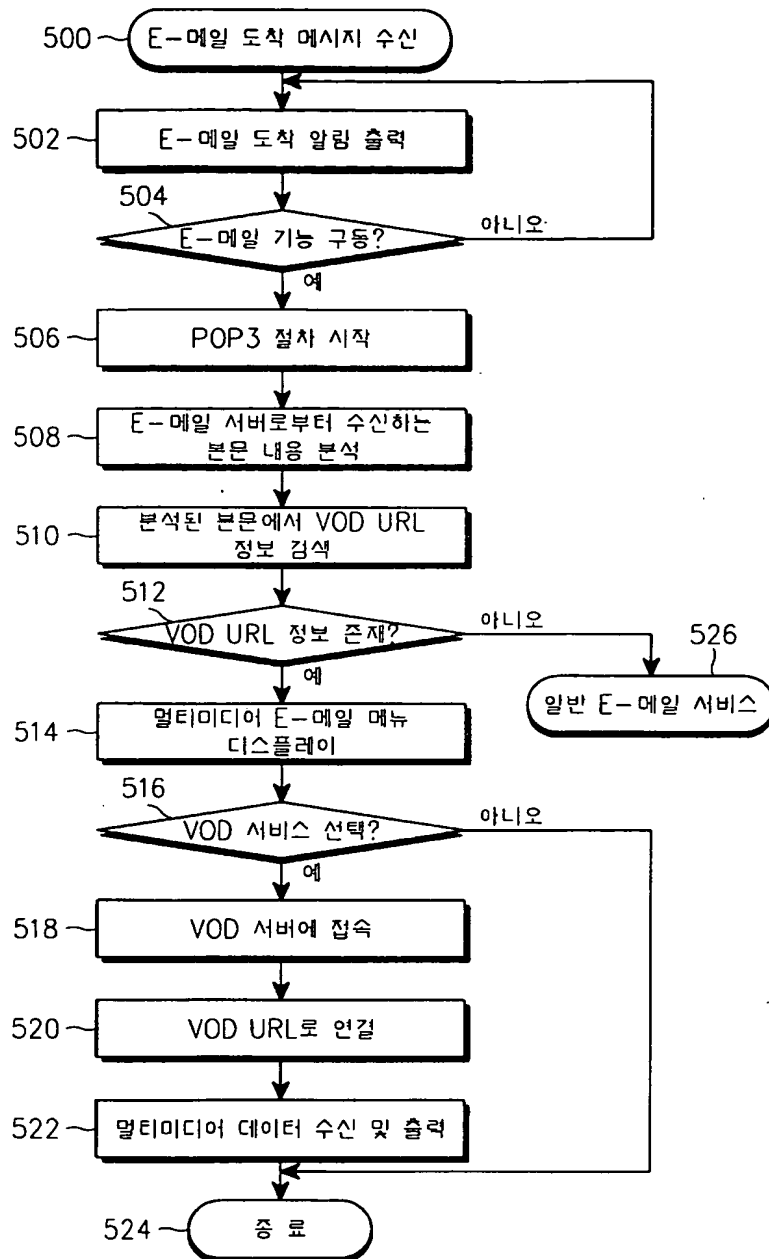 500 E-메일 도착 메시지 수신
502 E-메일 도착 알림 출력
504
E-메일 기능 구동? 아니오
예
506 POP3 절차 시작
508 E-메일 서버로부터 수신하는
본문 내용 분석
510 분석된 본문에서 VOD URL
정보 검색
512
VOD URL 정보 존재? 아니오
526
예
일반 E-메일 서비스
514 멀티미디어 E-메일 메뉴
디스플레이
516
VOD 서비스 선택? 아니오
예
518 VOD 서버에 접속
520 VOD URL로 연결
522 멀티미디어 데이터 수신 및 출력
524 종 료